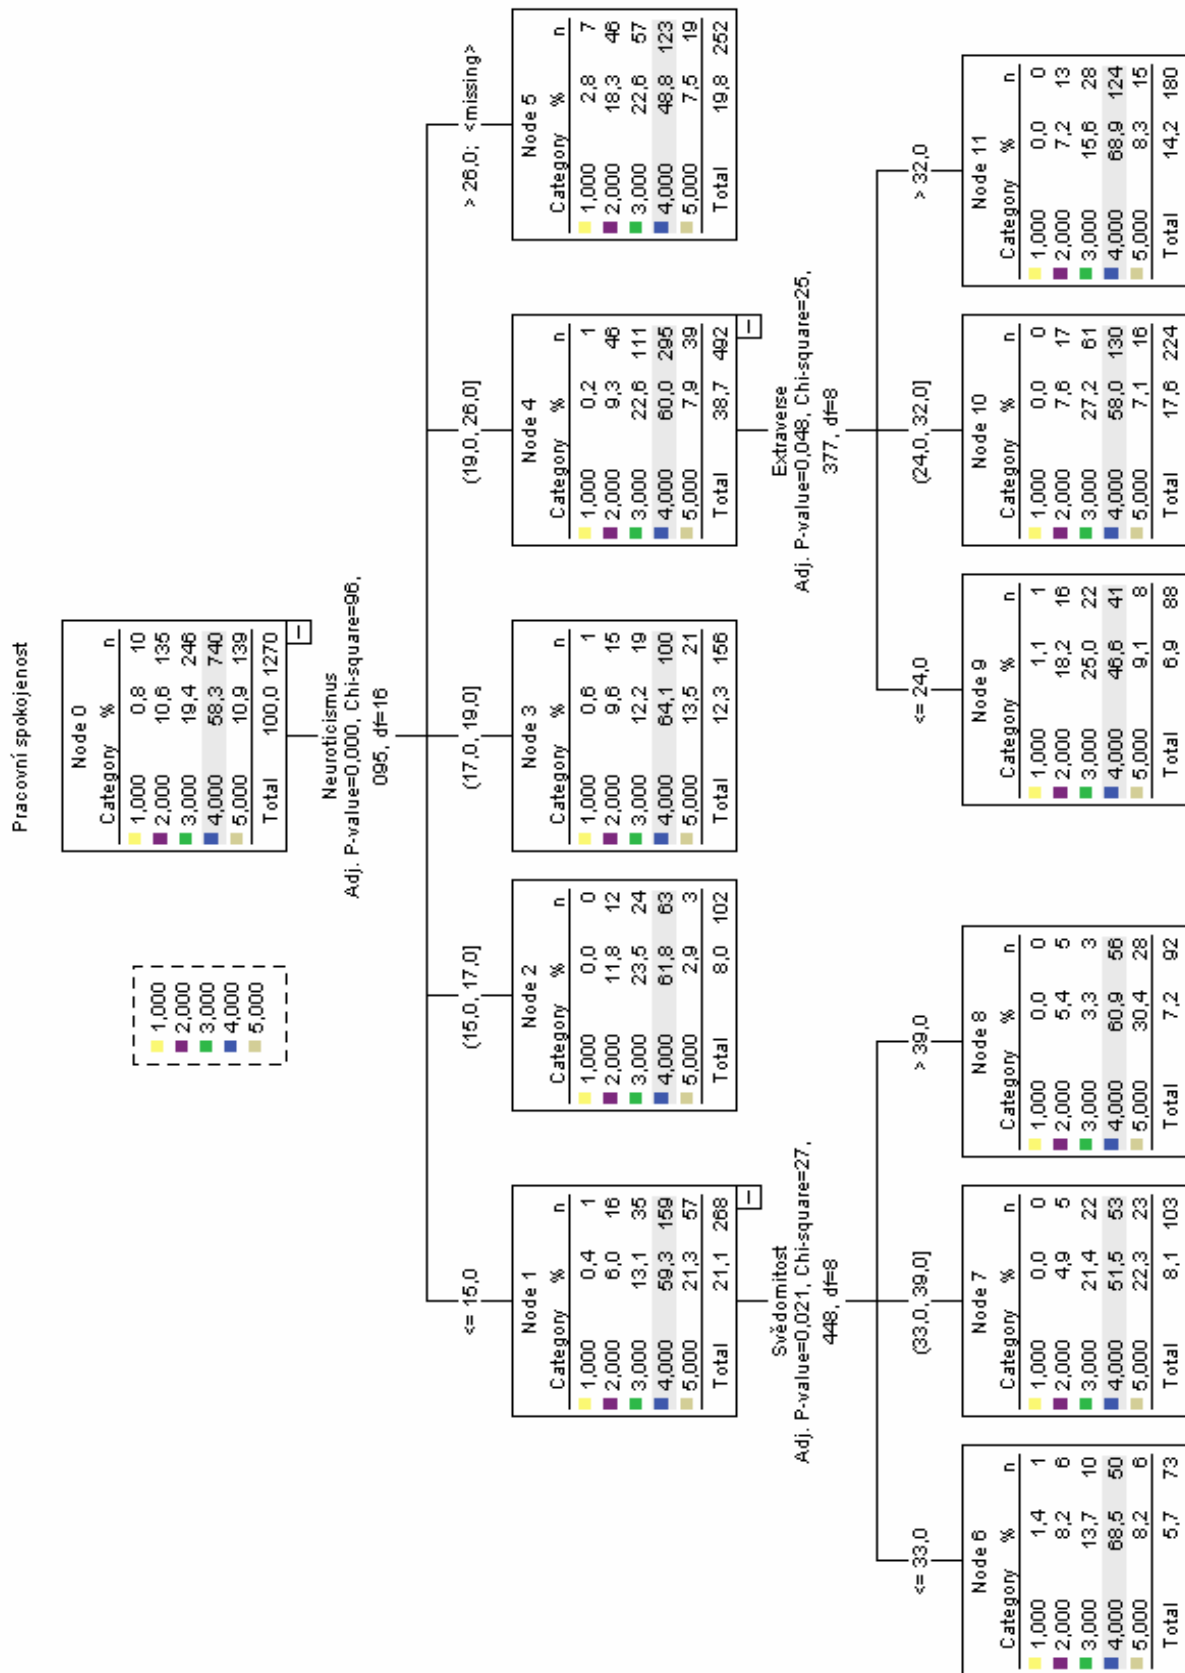 Pracovní spokojenost
1,000
2,000
3,000
4,000
5,000
Node 0
Category % n
1,000 0,8 10
2,000 10,6 135
3,000 19,4 246
4,000 58,3 740
5,000 10,9 139
Total 100,0 1270
Neuroticismus
Adj. P-value=0,000, Chi-square=96,
095, df=16
<= 15,0
Node 1
Category % n
1,000 0,4 1
2,000 6,0 16
3,000 13,1 35
4,000 59,3 159
5,000 21,3 57
Total 21,1 268
(15,0, 17,0]
Node 2
Category % n
1,000 0,0 0
2,000 11,8 12
3,000 23,5 24
4,000 61,8 63
5,000 2,9 3
Total 8,0 102
(17,0, 19,0]
Node 3
Category % n
1,000 0,6 1
2,000 9,6 15
3,000 12,2 19
4,000 64,1 100
5,000 13,5 21
Total 12,3 156
(19,0, 26,0]
Node 4
Category % n
1,000 0,2 1
2,000 9,3 46
3,000 22,6 111
4,000 60,0 295
5,000 7,9 39
Total 38,7 492
> 26,0; <missing>
Node 5
Category % n
1,000 2,8 7
2,000 18,3 46
3,000 22,6 57
4,000 48,8 123
5,000 7,5 19
Total 19,8 252
Svědomitost
Adj. P-value=0,021, Chi-square=27,
448, df=8
<= 33,0
Node 6
Category % n
1,000 1,4 1
2,000 8,2 6
3,000 13,7 10
4,000 68,5 50
5,000 8,2 6
Total 5,7 73
(33,0, 39,0]
Node 7
Category % n
1,000 0,0 0
2,000 4,9 5
3,000 21,4 22
4,000 51,5 53
5,000 22,3 23
Total 8,1 103
> 39,0
Node 8
Category % n
1,000 0,0 0
2,000 5,4 5
3,000 3,3 3
4,000 60,9 56
5,000 30,4 28
Total 7,2 92
Extraverse
Adj. P-value=0,048, Chi-square=25,
377, df=8
<= 24,0
Node 9
Category % n
1,000 1,1 1
2,000 18,2 16
3,000 25,0 22
4,000 46,6 41
5,000 9,1 8
Total 6,9 88
(24,0, 32,0]
Node 10
Category % n
1,000 0,0 0
2,000 7,6 17
3,000 27,2 61
4,000 58,0 130
5,000 7,1 16
Total 17,6 224
> 32,0
Node 11
Category % n
1,000 0,0 0
2,000 7,2 13
3,000 15,6 28
4,000 68,9 124
5,000 8,3 15
Total 14,2 180